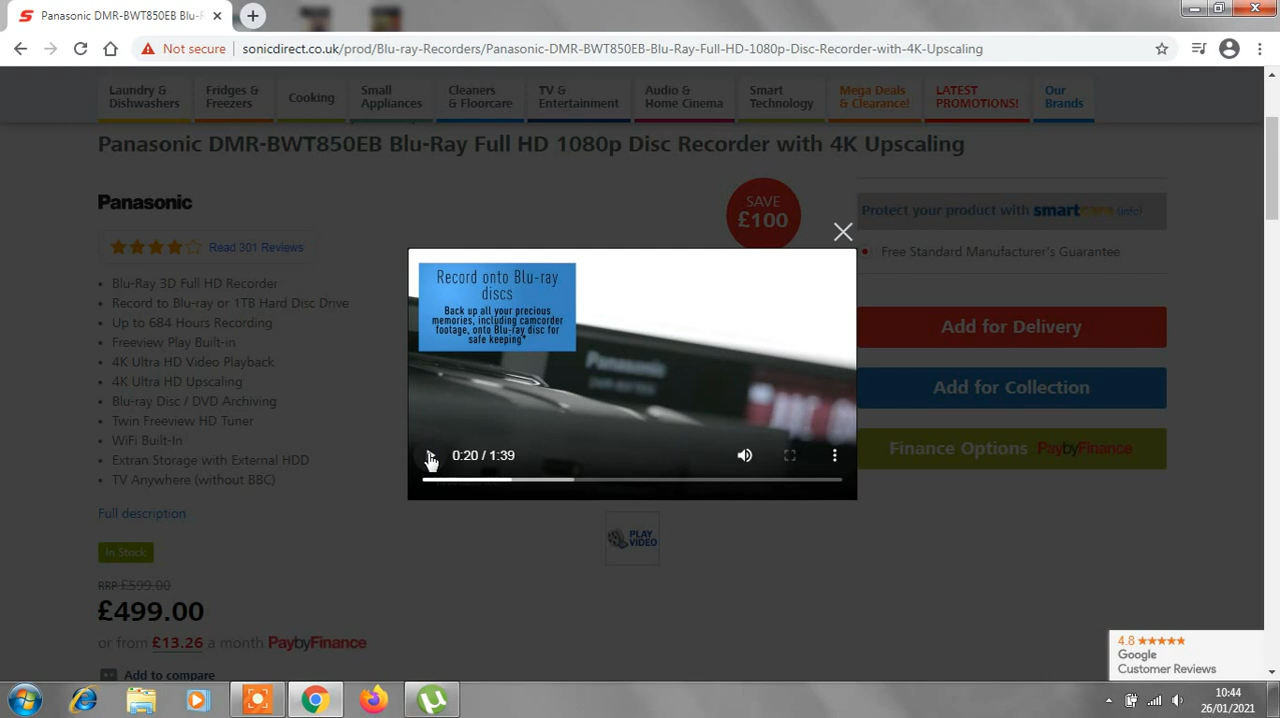 Panasonic DMR-BWT850EB Blu-R
Not secure
sonicdirect.co.uk/prod/Blu-ray-Recorders/Panasonic-DMR-BWT850EB-Blu-Ray-Full-HD-1080p-Disc-Recorder-with-4K-Upscaling
Laundry & Dishwashers
Fridges & Freezers
Cooking
Small Appliances
Cleaners & Floorcare
TV & Entertainment
Audio & Home Cinema
Smart Technology
Mega Deals & Clearance!
LATEST PROMOTIONS!
Our Brands
Panasonic DMR-BWT850EB Blu-Ray Full HD 1080p Disc Recorder with 4K Upscaling
Panasonic
Read 301 Reviews
Blu-Ray 3D Full HD Recorder
Record to Blu-ray or 1TB Hard Disc Drive
Up to 684 Hours Recording
Freeview Play Built-in
4K Ultra HD Video Playback
4K Ultra HD Upscaling
Blu-ray Disc / DVD Archiving
Twin Freeview HD Tuner
WiFi Built-In
Extran Storage with External HDD
TV Anywhere (without BBC)
Full description
In Stock
RRP £599.00
£499.00
or from £13.26 a month PaybyFinance
Add to compare
SAVE
£100
Record onto Blu-ray
discs
Back up all your precious
memories, including camcorder
footage, onto Blu-ray disc for
safe keeping*
Panasonic
0:20 / 1:39
PLAY
VIDEO
Protect your product with smartcare (info)
Free Standard Manufacturer's Guarantee
Add for Delivery
Add for Collection
Finance Options PaybyFinance
4.8
Google
Customer Reviews
10:44
26/01/2021